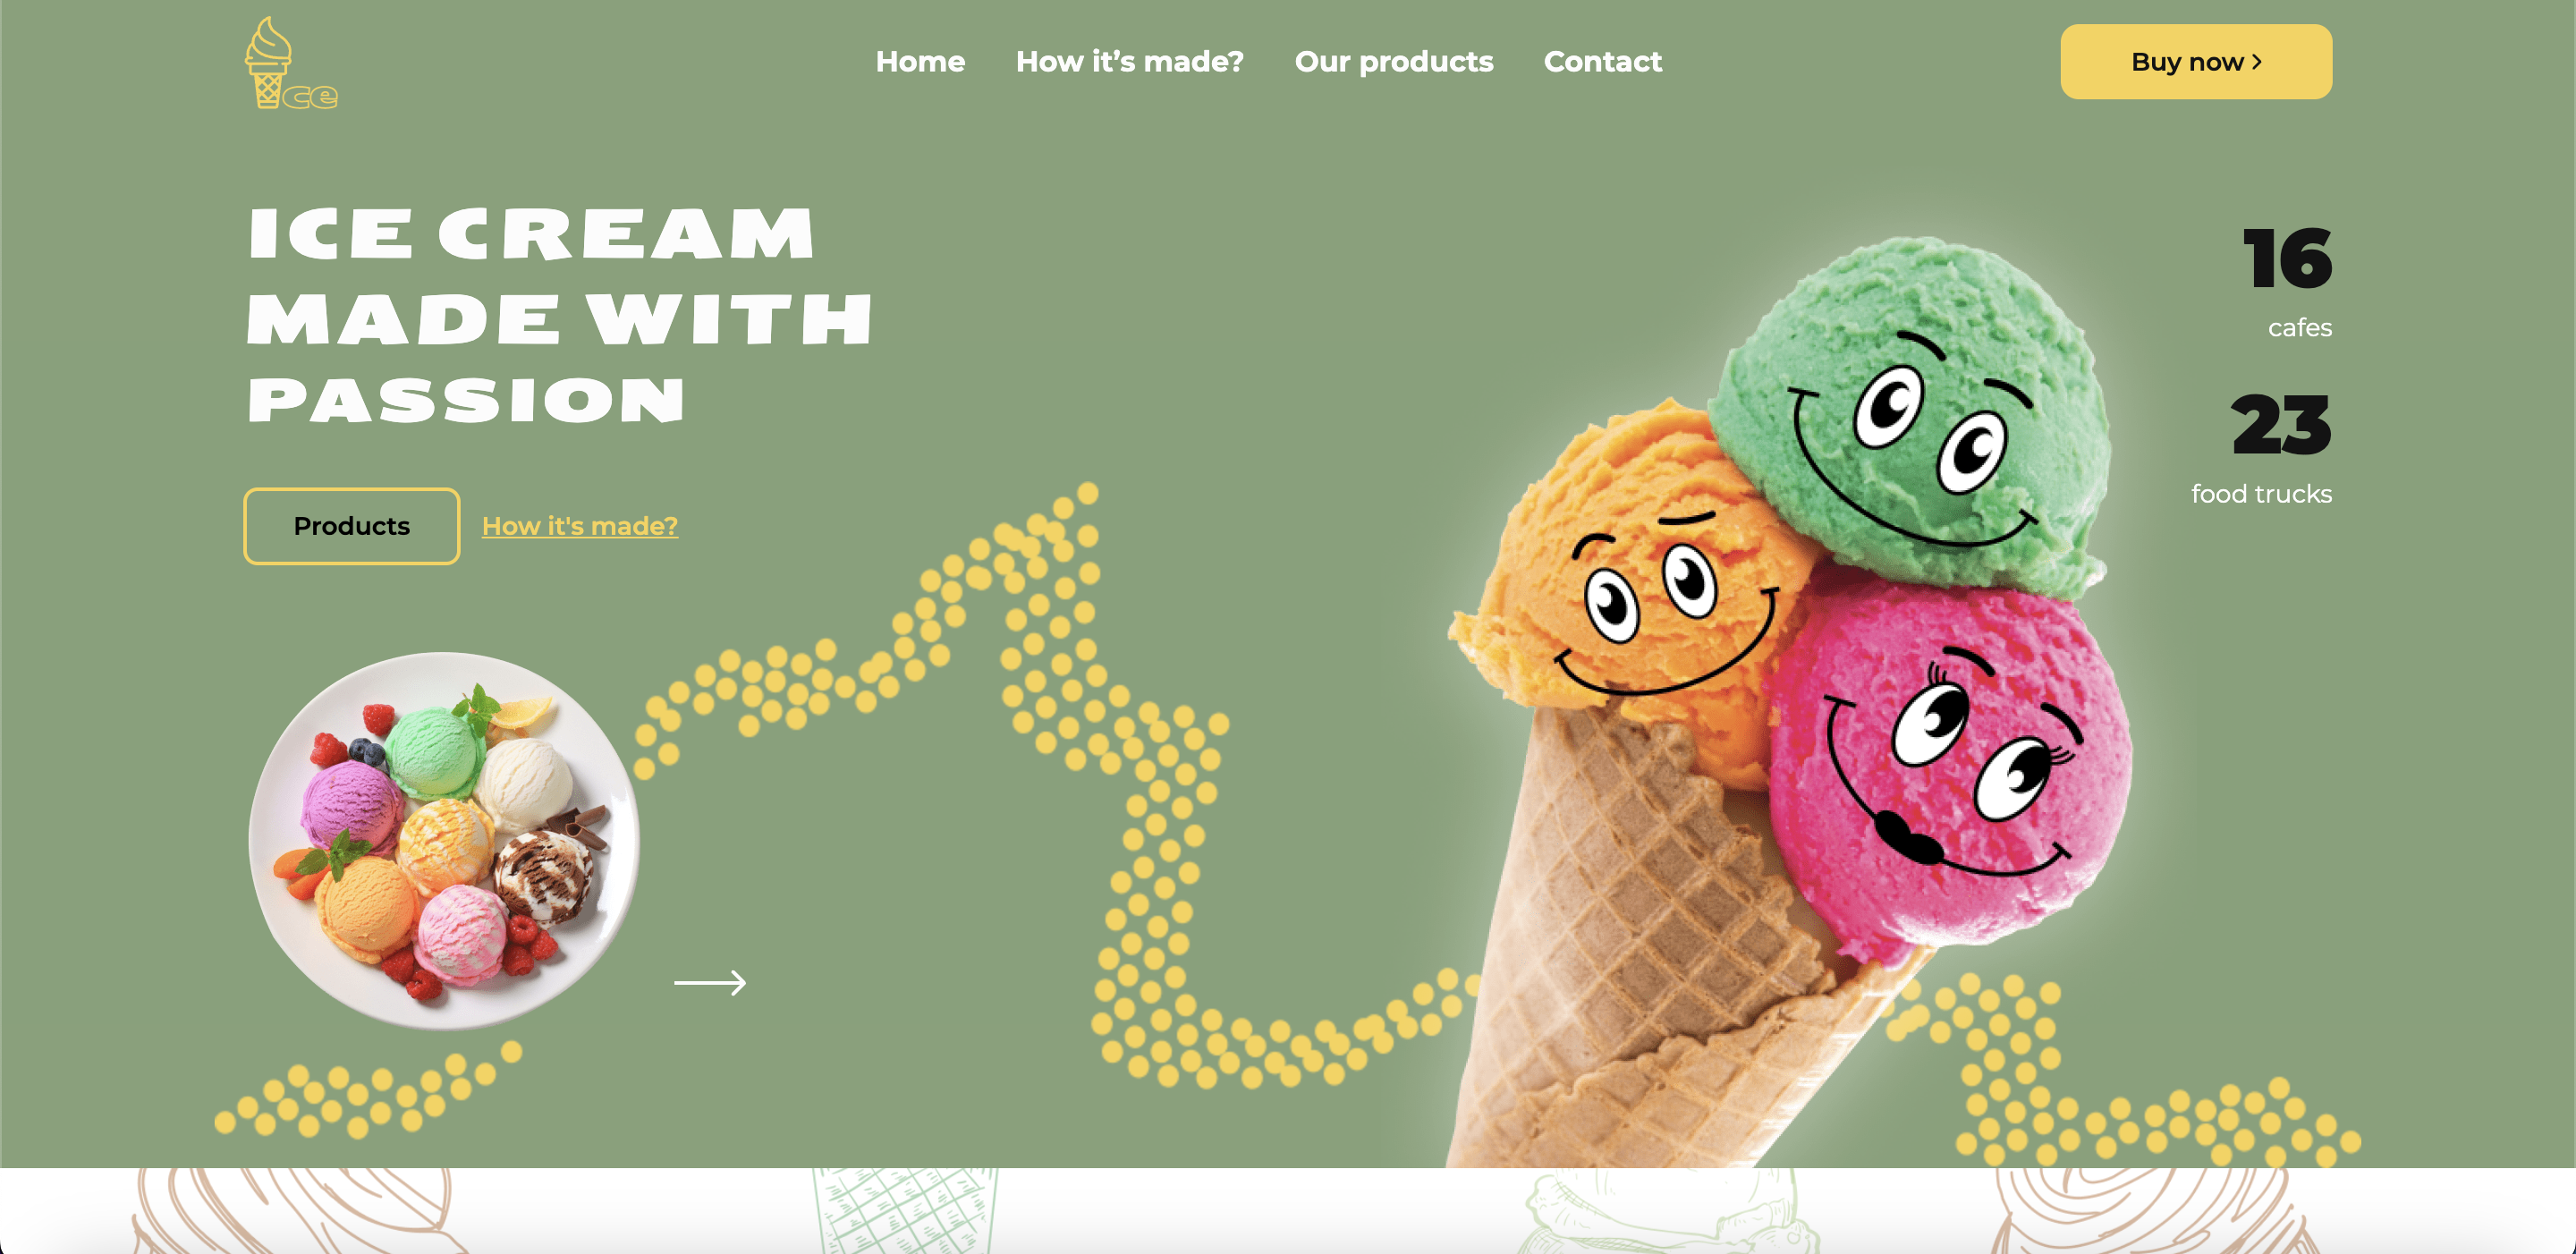 ce
Home
How it’s made?
Our products
Contact
Buy now
ICE CREAM
MADE WITH
PASSION
16
cafes
23
food trucks
Products
How it's made?